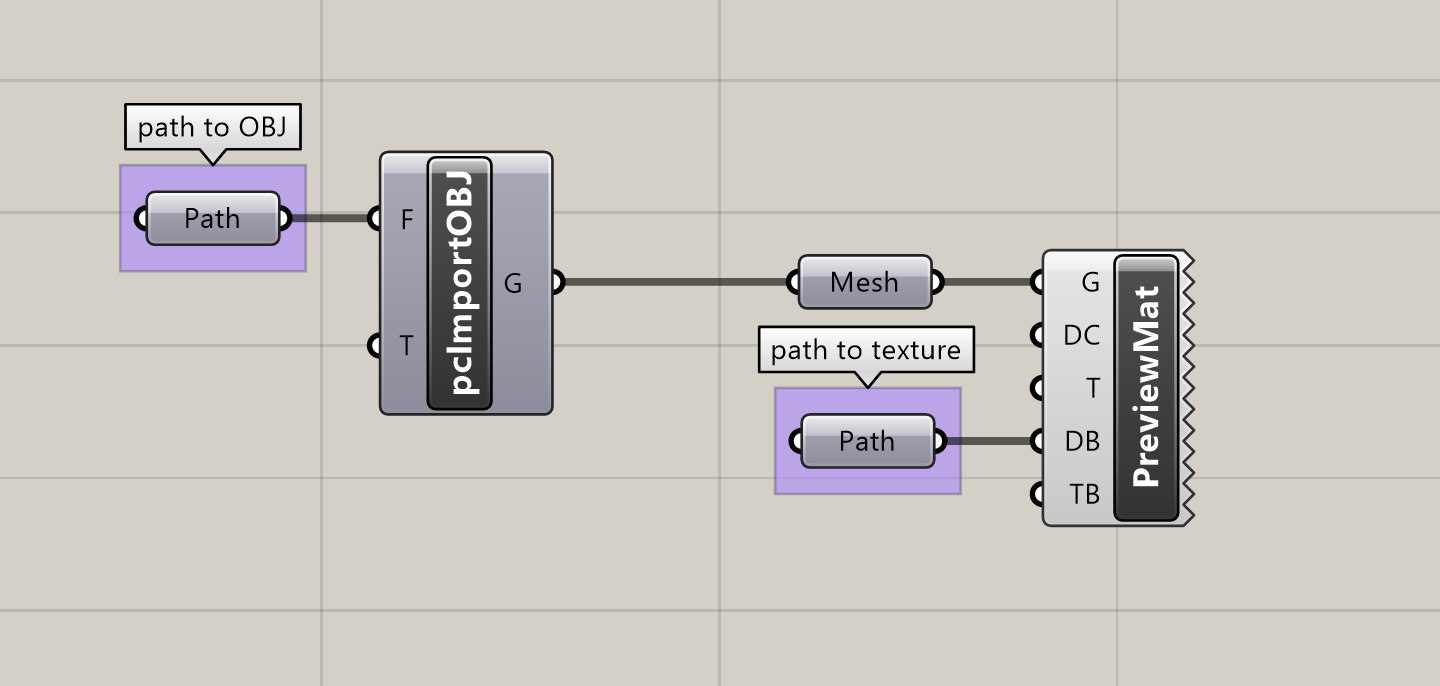 path to OBJ
Path
F
T
pcImportOBJ
G
Mesh
path to texture
Path
G
DC
T
DB
TB
PreviewMat